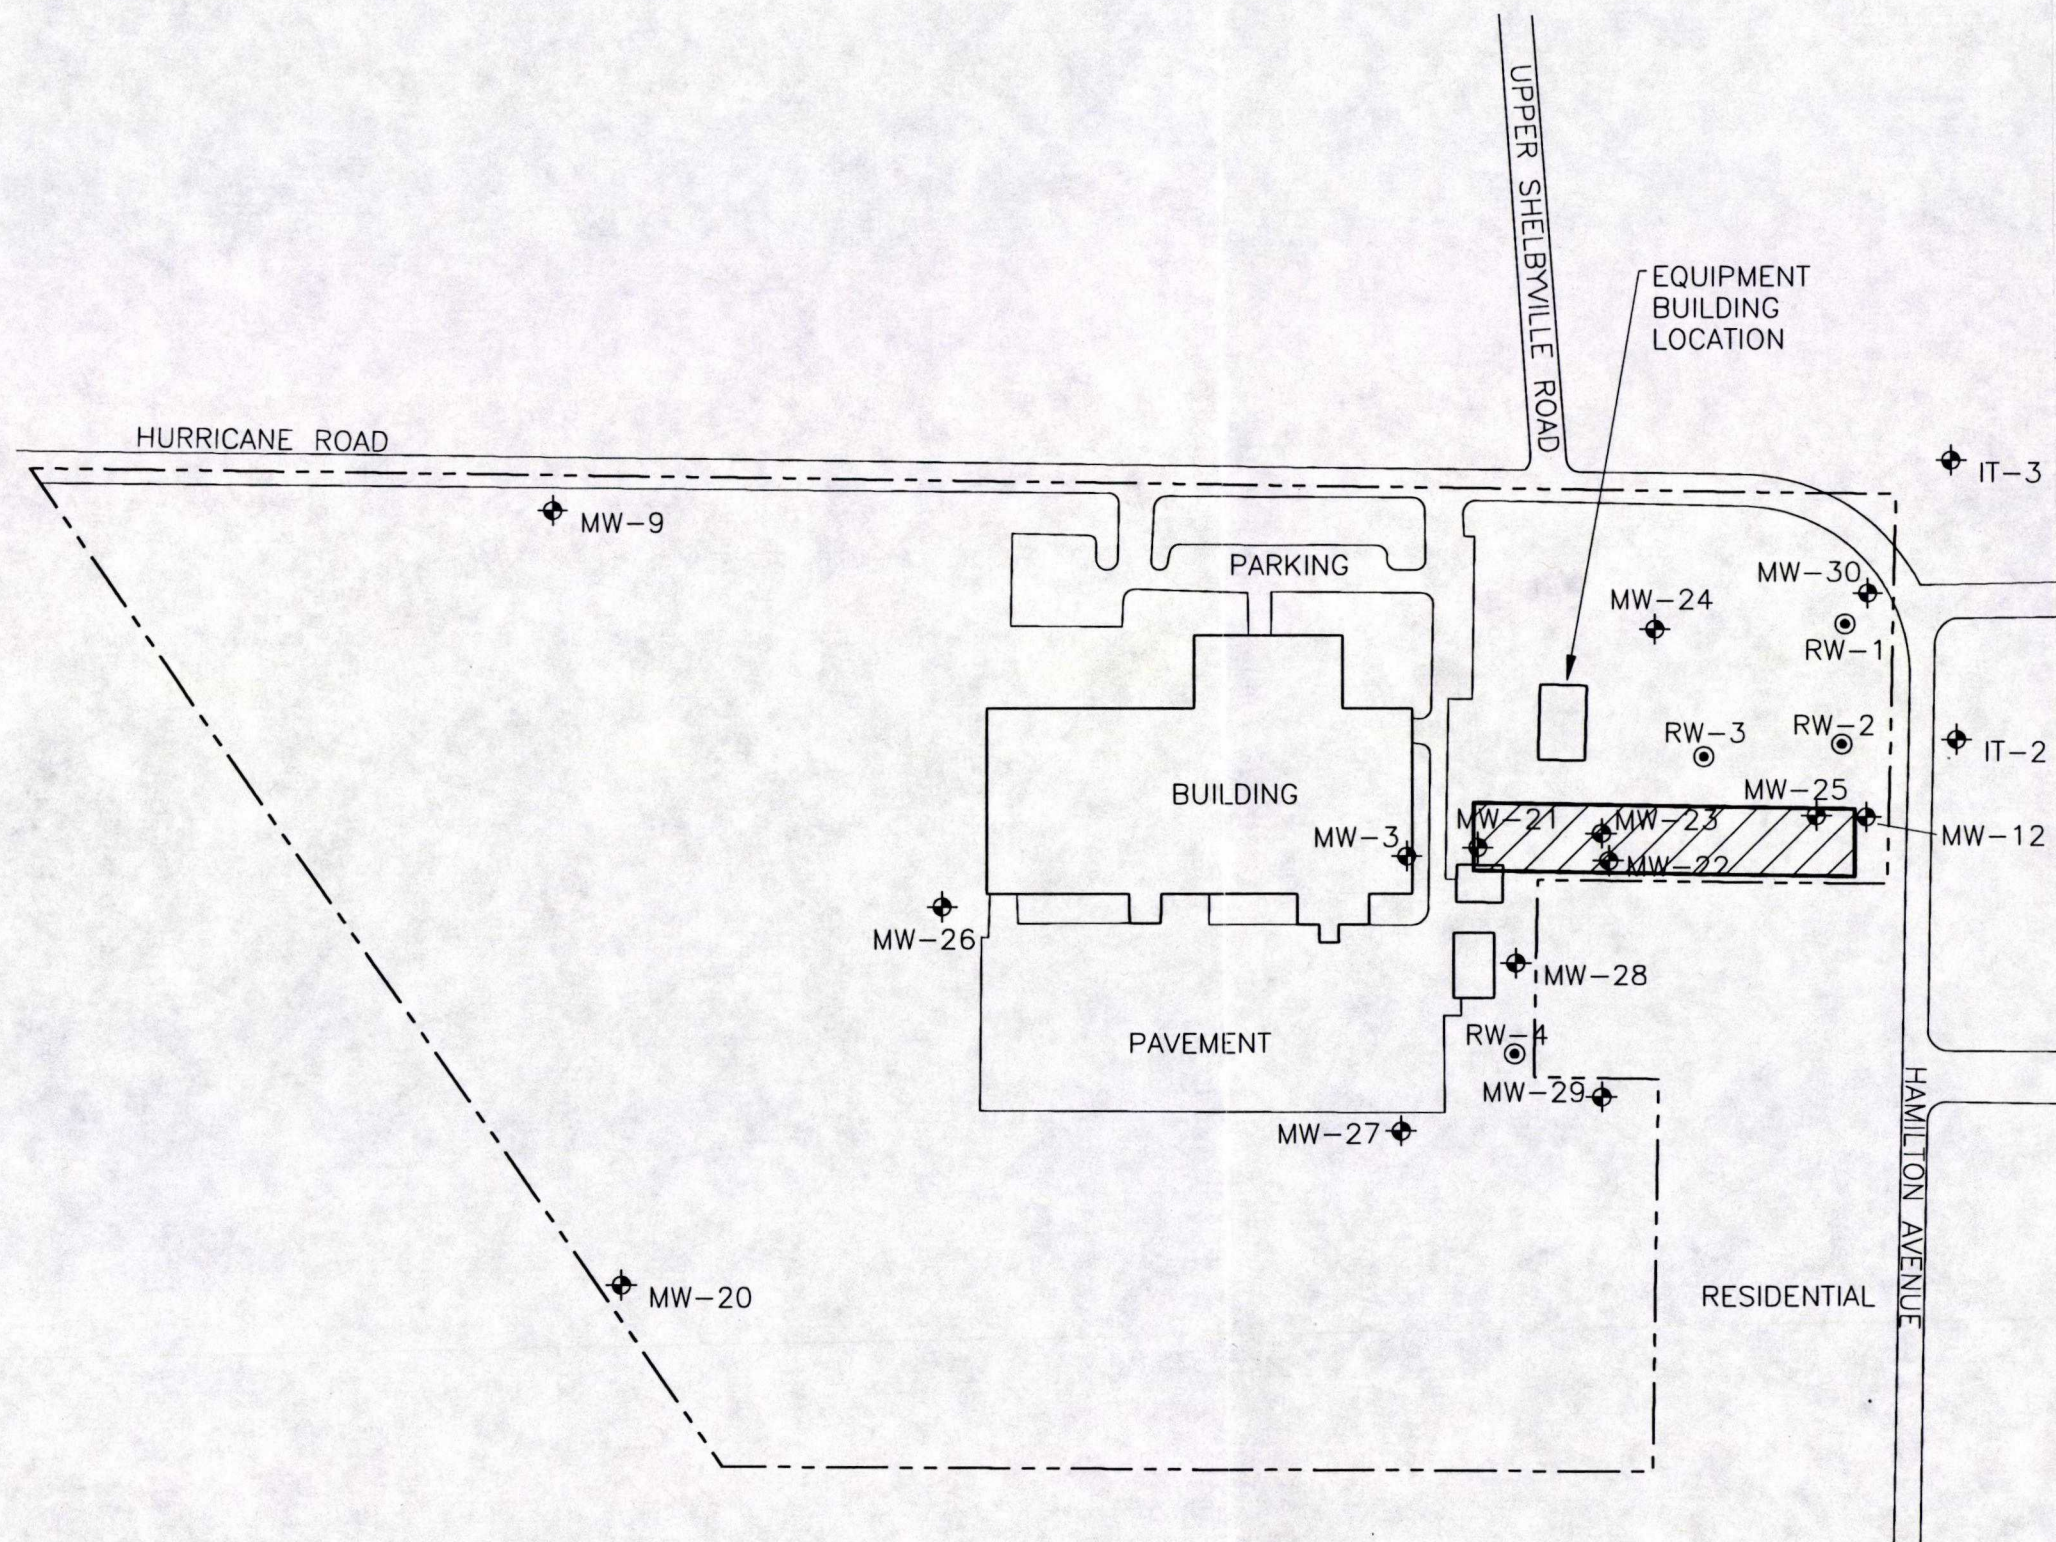 UPPER SHELBYVILLE ROAD
EQUIPMENT
BUILDING
LOCATION
HURRICANE ROAD
IT-3
MW-9
PARKING
MW-30
MW-24
RW-1
RW-2
RW-3
IT-2
MW-25
BUILDING
MW-21
MW-23
MW-3
MW-12
MW-22
MW-26
MW-28
RW-4
PAVEMENT
MW-29
MW-27
HAMILTON AVENUE
MW-20
RESIDENTIAL